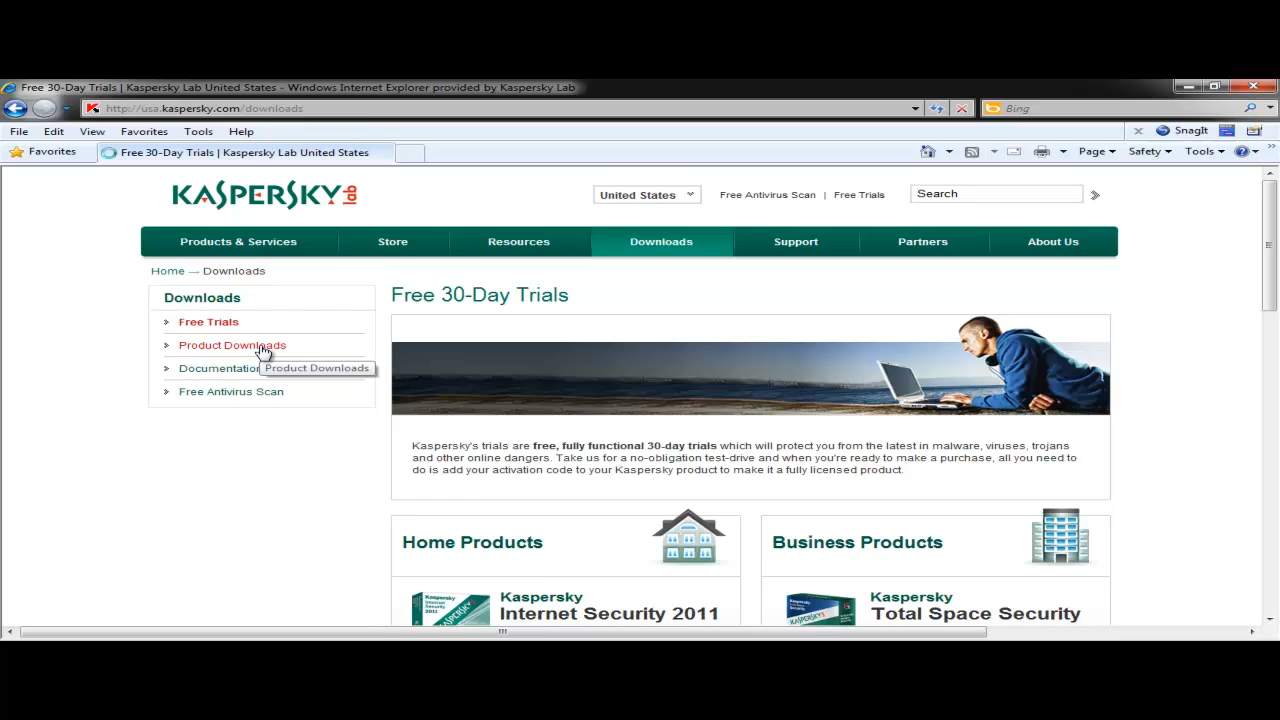 Free 30-Day Trials | Kaspersky Lab United States - Windows Internet Explorer provided by Kaspersky Lab
http://usa.kaspersky.com/downloads
Bing
File Edit View Favorites Tools Help
SnagIt
Favorites
Free 30-Day Trials | Kaspersky Lab United States
Page Safety Tools
KASPERSKY lab
United States
Free Antivirus Scan | Free Trials
Search
Products & Services Store Resources Downloads Support Partners About Us
Home → Downloads
Downloads
Free Trials
Product Downloads
Documentation
Product Downloads
Free Antivirus Scan
Free 30-Day Trials
Kaspersky's trials are free, fully functional 30-day trials which will protect you from the latest in malware, viruses, trojans
and other online dangers. Take us for a no-obligation test-drive and when you're ready to make a purchase, all you need to
do is add your activation code to your Kaspersky product to make it a fully licensed product.
Home Products
Business Products
Kaspersky
Internet Security 2011
Kaspersky
Total Space Security